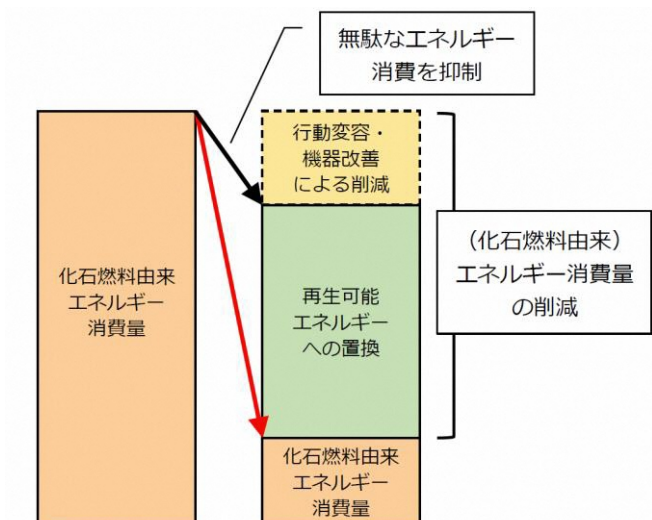 無駄なエネルギー
消費を抑制
行動変容・
機器改善
による削減
（化石燃料由来）
エネルギー消費量
の削減
化石燃料由来
エネルギー
消費量
再生可能
エネルギー
への置換
化石燃料由来
エネルギー
消費量